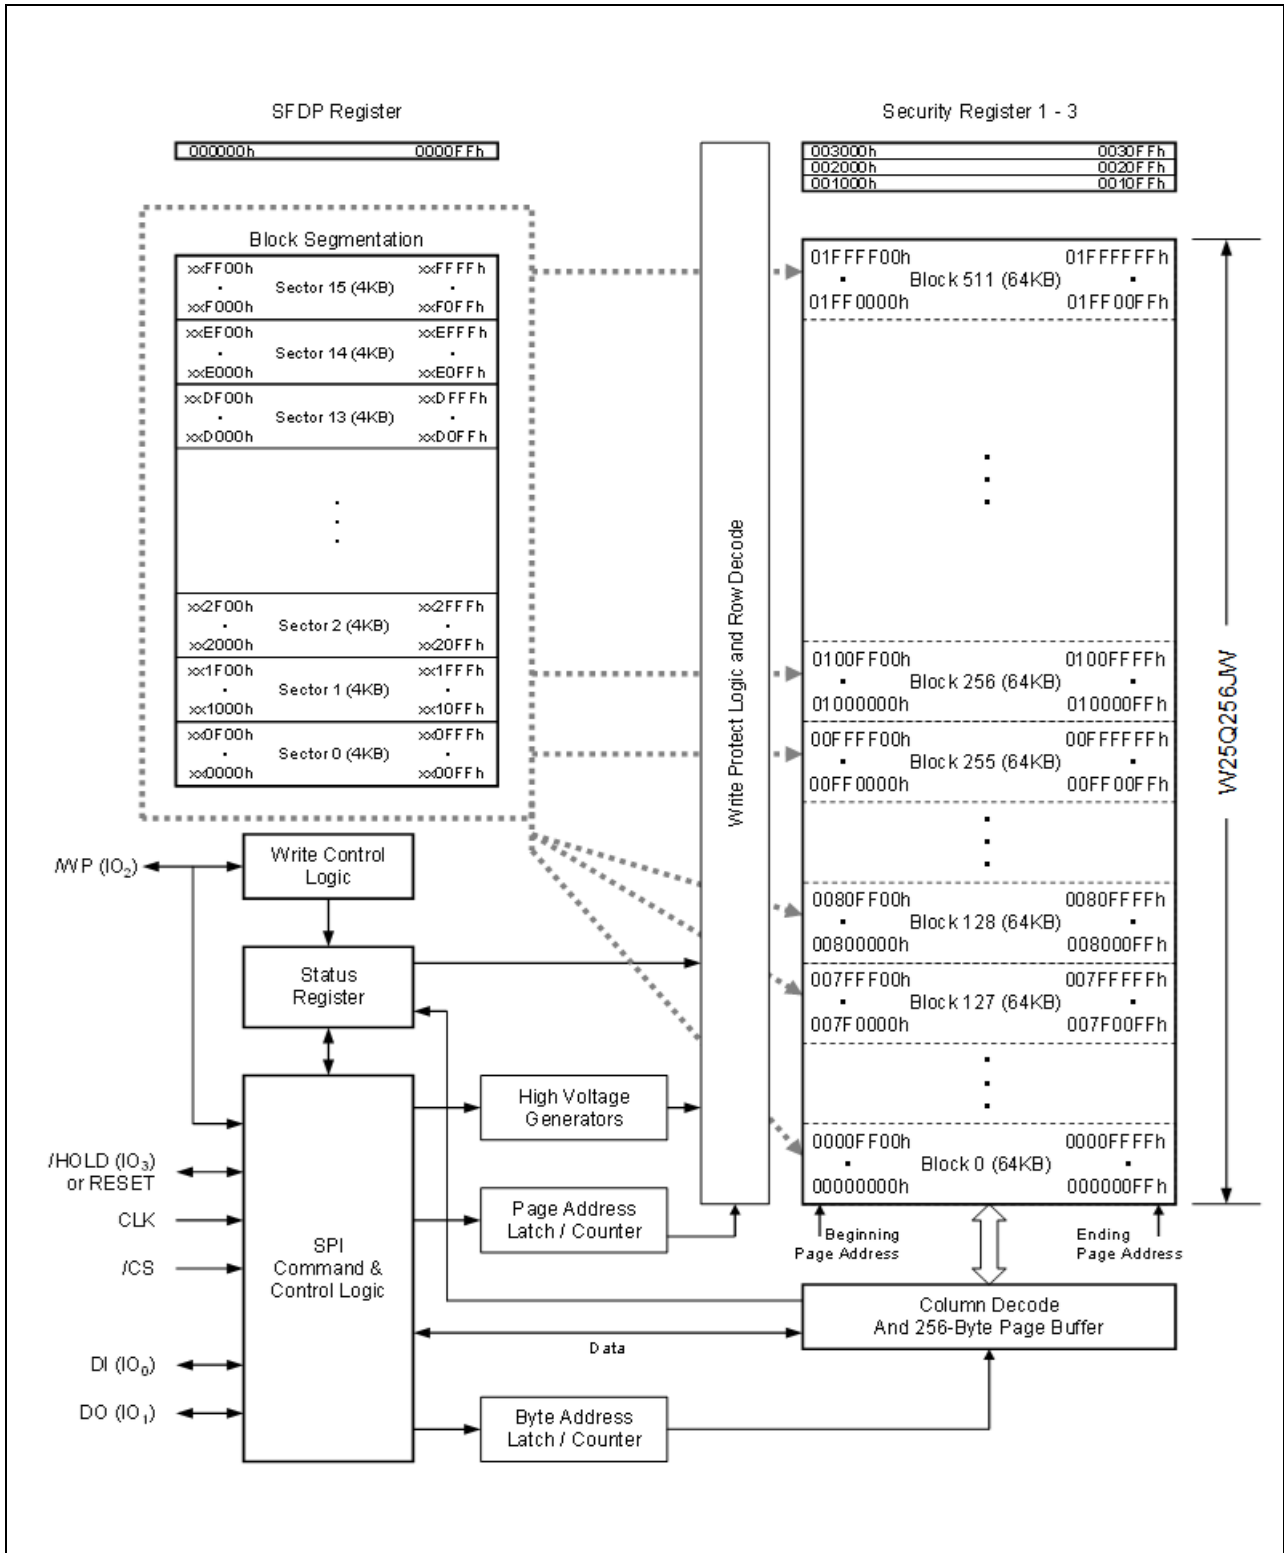 SFDP Register
000000h 0000FFh
Security Register 1 - 3
003000h 0030FFh
002000h 0020FFh
001000h 0010FFh
Block Segmentation
xxFF00h xxFFFFh
Sector 15 (4KB)
xxF000h xxF0FFh
xxEF00h xxEFFFh
Sector 14 (4KB)
xxE000h xxE0FFh
xxDF00h xxDFFFh
Sector 13 (4KB)
xxD000h xxD0FFh
xx2F00h xx2FFFh
Sector 2 (4KB)
xx2000h xx20FFh
xx1F00h xx1FFFh
Sector 1 (4KB)
xx1000h xx10FFh
xx0F00h xx0FFFh
Sector 0 (4KB)
xx0000h xx00FFh
Write Protect Logic and Row Decode
01FFFF00h 01FFFFFFh
Block 511 (64KB)
01FF0000h 01FF00FFh
0100FF00h 0100FFFFh
Block 256 (64KB)
01000000h 010000FFh
00FFFF00h 00FFFFFFh
Block 255 (64KB)
00FF0000h 00FF00FFh
0080FF00h 0080FFFFh
Block 128 (64KB)
00800000h 008000FFh
007FFF00h 007FFFFFh
Block 127 (64KB)
007F0000h 007F00FFh
0000FF00h 0000FFFFh
Block 0 (64KB)
00000000h 000000FFh
W25Q256JW
Beginning
Page Address
Ending
Page Address
/WP (IO2)
Write Control
Logic
Status
Register
High Voltage
Generators
/HOLD (IO3)
or RESET
CLK
/CS
DI (IO0)
DO (IO1)
SPI
Command &
Control Logic
Page Address
Latch / Counter
Column Decode
And 256-Byte Page Buffer
Data
Byte Address
Latch / Counter